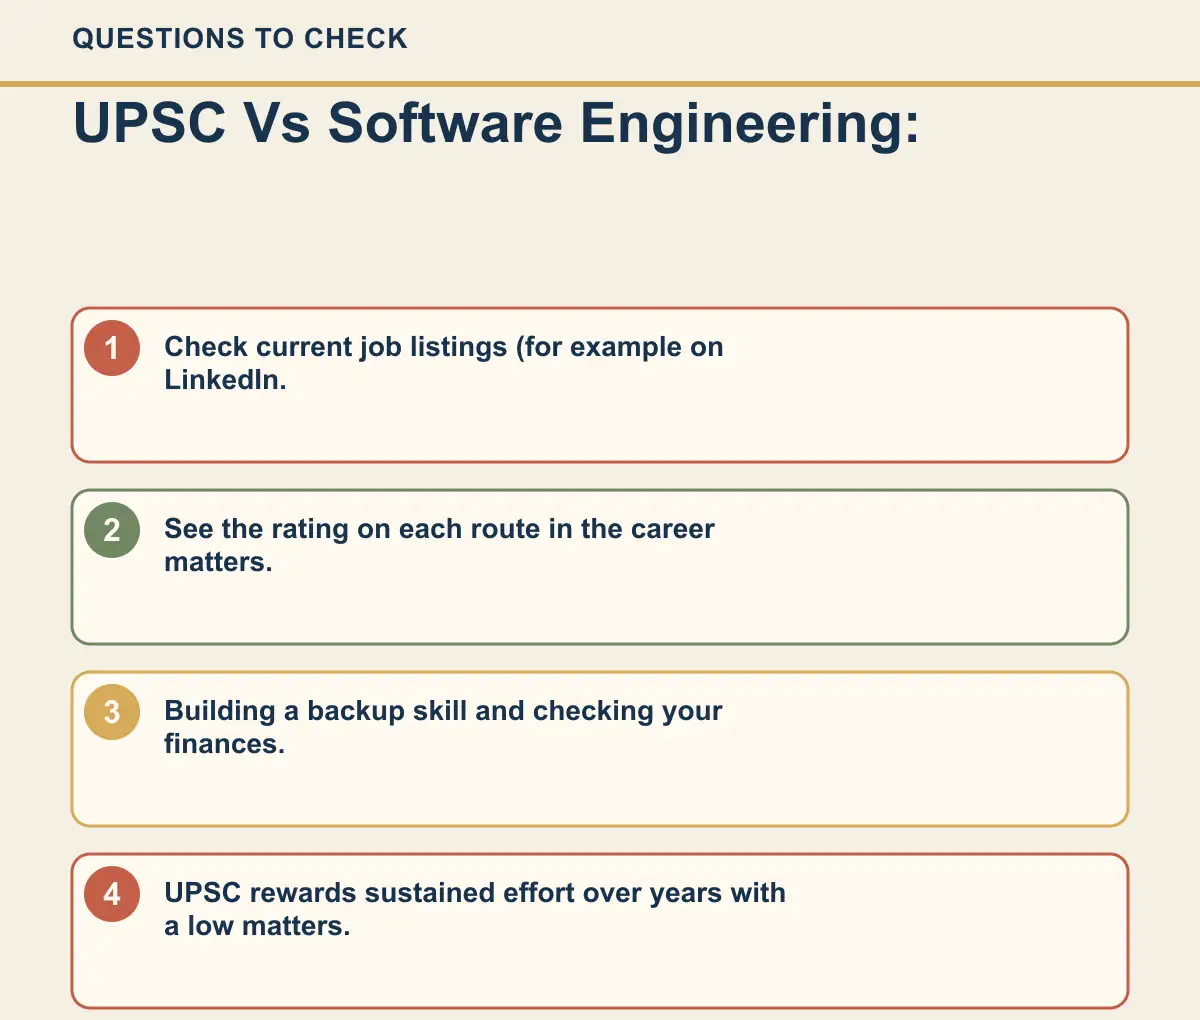 QUESTIONS TO CHECK
UPSC Vs Software Engineering:
1
Check current job listings (for example on
LinkedIn.
2
See the rating on each route in the career
matters.
3
Building a backup skill and checking your
finances.
4
UPSC rewards sustained effort over years with
a low matters.